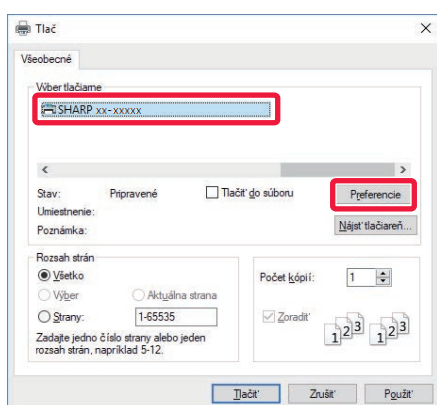 Tlač
Všeobecné
Výber tlačiarne
SHARP xx-xxxxx
Stav: Pripravené
Tlačiť do súboru
Preferencie
Umiestnenie:
Poznámka:
Nájsť tlačiareň...
Rozsah strán
Všetko
Výber
Aktuálna strana
Strany: 1-65535
Zadajte jedno číslo strany alebo jeden
rozsah strán, napríklad 5-12.
Počet kópií: 1
Zoradiť
1 2 3 1 2 3
Tlačiť Zrušiť Použiť